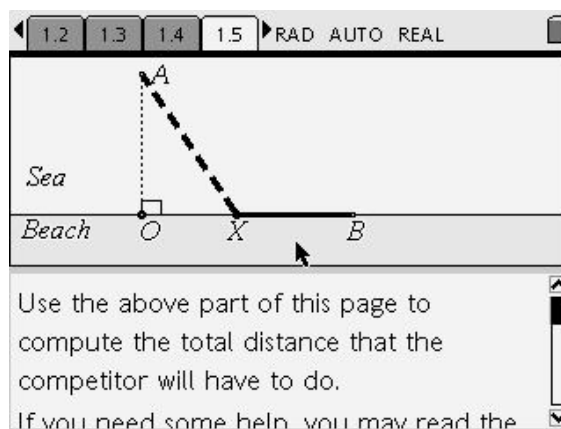 1.2 1.3 1.4 1.5 RAD AUTO REAL
A
Sea
Beach O X B
Use the above part of this page to
compute the total distance that the
competitor will have to do.
If you need some help, you may read the